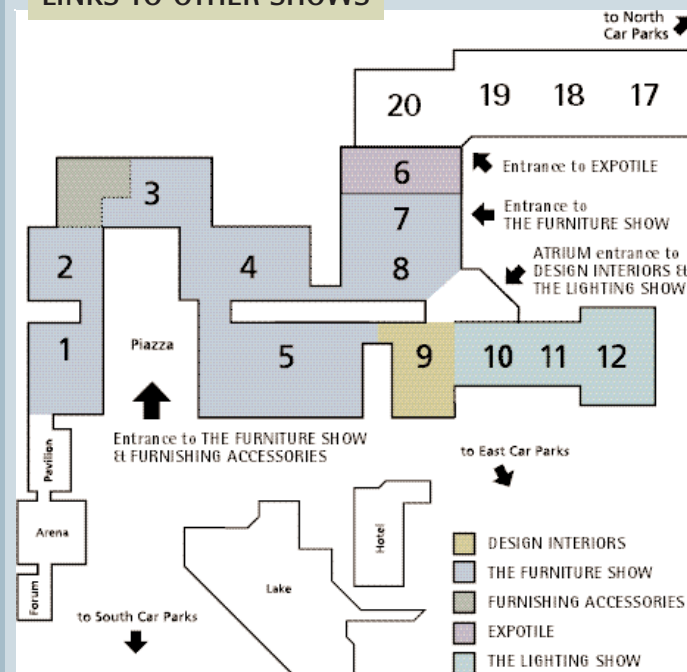 LINKS TO OTHER SHOWS
to North
Car Parks
20
19
18
17
6
Entrance to EXPOTILE
3
7
Entrance to
THE FURNITURE SHOW
2
4
8
ATRIUM entrance to
DESIGN INTERIORS &
THE LIGHTING SHOW
1
Piazza
5
9
10
11
12
Entrance to THE FURNITURE SHOW
& FURNISHING ACCESSORIES
Pavilion
to East Car Parks
Arena
Hotel
DESIGN INTERIORS
THE FURNITURE SHOW
Forum
Lake
FURNISHING ACCESSORIES
to South Car Parks
EXPOTILE
THE LIGHTING SHOW